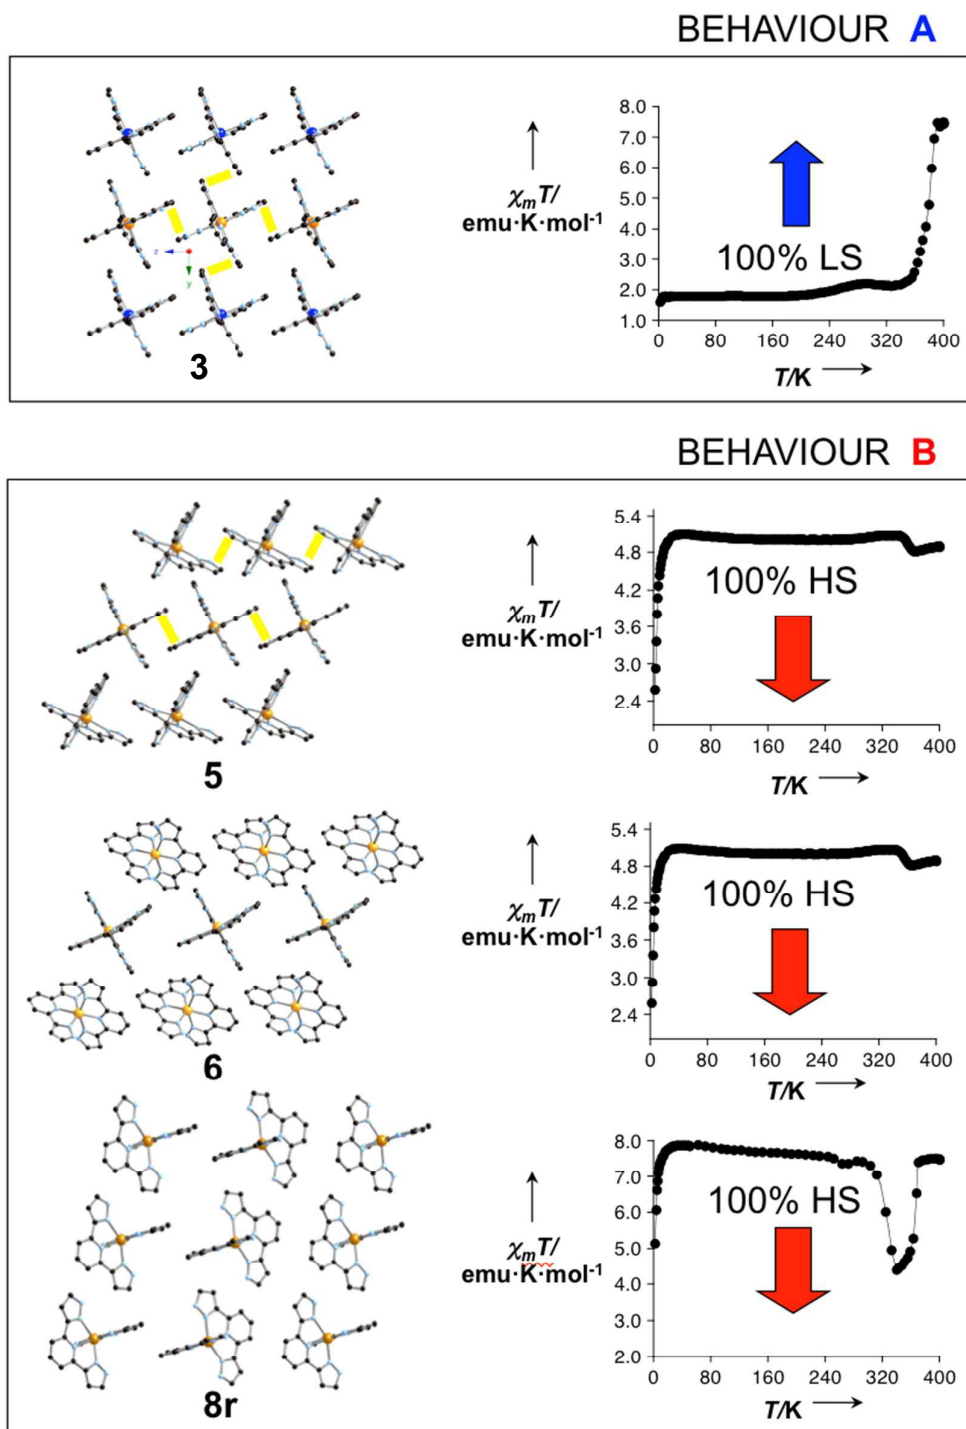 BEHAVIOUR A
z
y
3
χmT/
emu·K·mol-1
8.0
7.0
6.0
5.0
4.0
3.0
2.0
1.0
100% LS
0 80 160 240 320 400
T/K
BEHAVIOUR B
5
χmT/
emu·K·mol-1
5.4
4.8
4.2
3.6
3.0
2.4
100% HS
0 80 160 240 320 400
T/K
6
χmT/
emu·K·mol-1
5.4
4.8
4.2
3.6
3.0
2.4
100% HS
0 80 160 240 320 400
T/K
8r
χmT/
emu·K·mol-1
8.0
7.0
6.0
5.0
4.0
3.0
2.0
100% HS
0 80 160 240 320 400
T/K